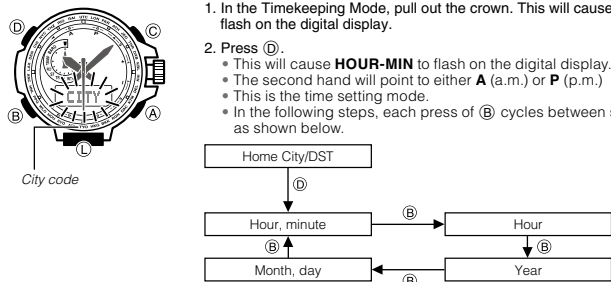 1. In the Timekeeping Mode, pull out the crown. This will cause
flash on the digital display.
2. Press Ⓓ.
• This will cause HOUR-MIN to flash on the digital display.
• The second hand will point to either A (a.m.) or P (p.m.)
• This is the time setting mode.
• In the following steps, each press of Ⓑ cycles between
as shown below.
Ⓓ
Ⓒ
CITY
Ⓑ
Ⓐ
Ⓛ
City code
Home City/DST
Ⓓ
Hour, minute
Ⓑ
Hour
Ⓑ
Ⓑ
Month, day
Ⓑ
Year